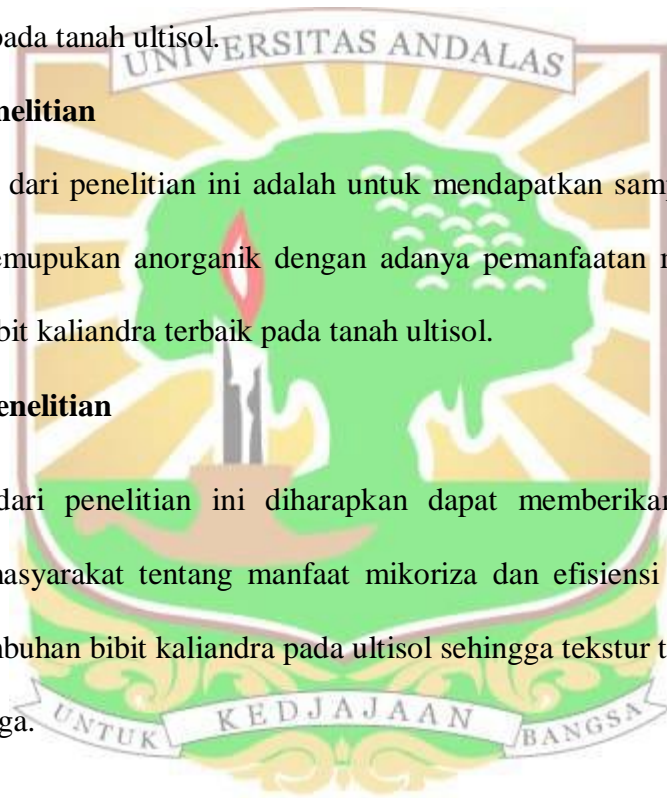 pada tanah ultisol.
UNIVERSITAS ANDALAS
nelitian
dari penelitian ini adalah untuk mendapatkan samp
emupukan anorganik dengan adanya pemanfaatan
bit kaliandra terbaik pada tanah ultisol.
enelitian
dari penelitian ini diharapkan dapat memberikan
masyarakat tentang manfaat mikoriza dan efisiensi
mbuhan bibit kaliandra pada ultisol sehingga tekstur t
ga.
UNTUK KEDJAJAAN BANGSA